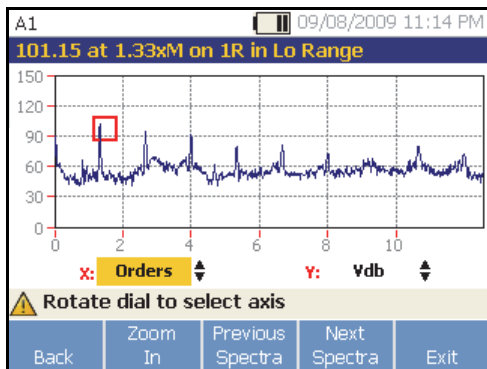 A1 09/08/2009 11:14 PM
101.15 at 1.33xM on 1R in Lo Range
150
120
90
60
30
0
0 2 4 6 8 10
X: Orders Y: Vdb
Rotate dial to select axis
Zoom Previous Next
Back In Spectra Spectra Exit